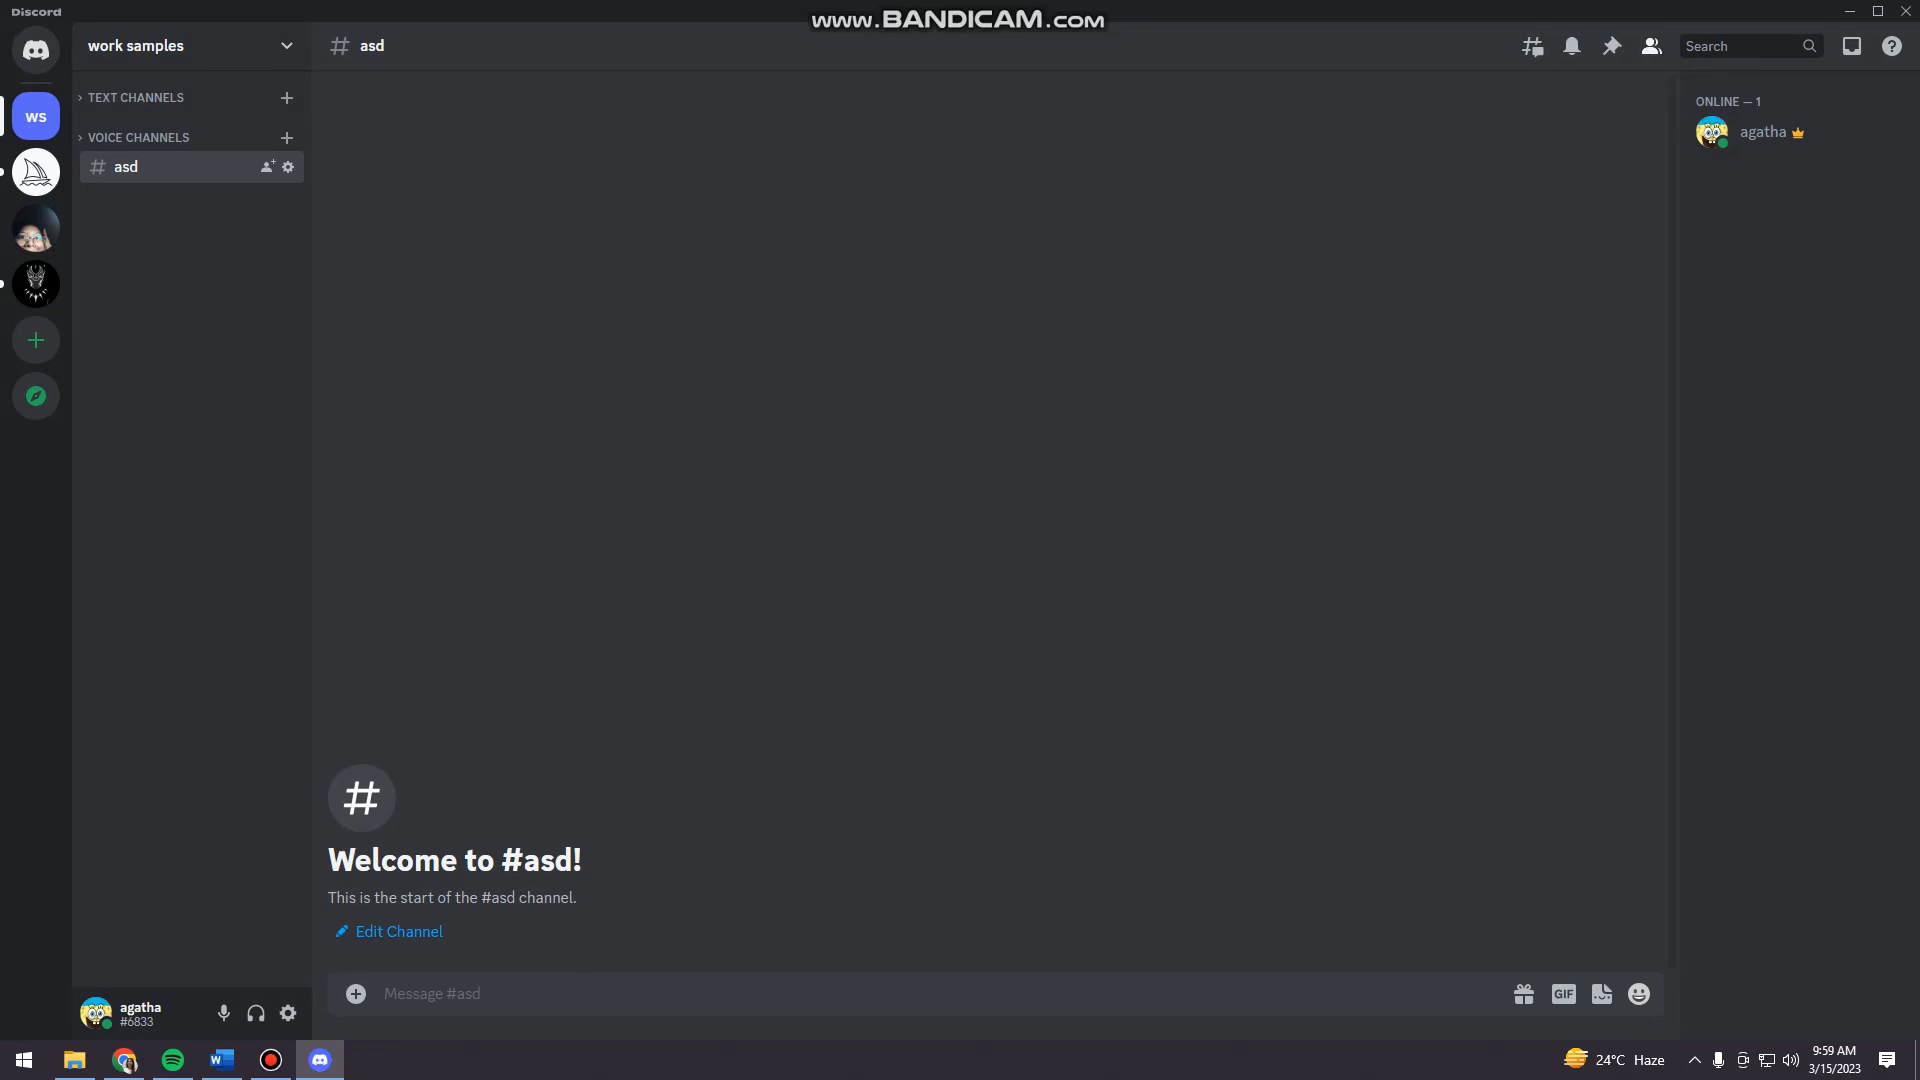 Discord
www.BANDICAM.com
work samples
asd
Search
TEXT CHANNELS
VOICE CHANNELS
asd
WS
ONLINE — 1
agatha
Welcome to #asd!
This is the start of the #asd channel.
Edit Channel
Message #asd
GIF
agatha
#6833
24°C Haze
9:59 AM
3/15/2023